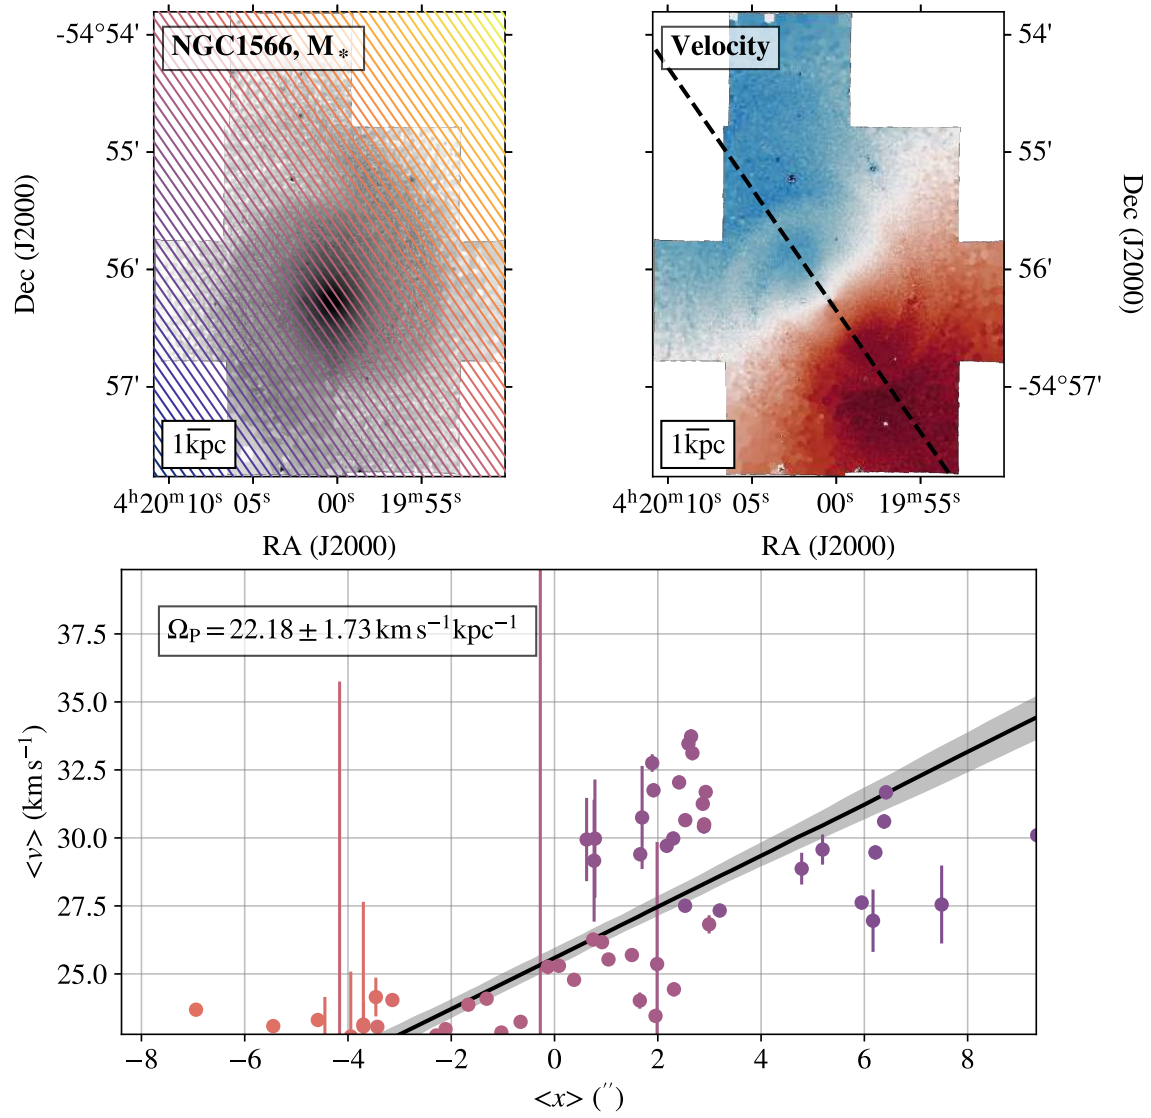 NGC1566, M*
Velocity
-54°54'
55'
56'
57'
Dec (J2000)
1kpc
4ʰ20ᵐ10ˢ 05ˢ 00ˢ 19ᵐ55ˢ
RA (J2000)
54'
55'
56'
-54°57'
Dec (J2000)
1kpc
4ʰ20ᵐ10ˢ 05ˢ 00ˢ 19ᵐ55ˢ
RA (J2000)
Ω_P = 22.18 ± 1.73 km s⁻¹kpc⁻¹
37.5
35.0
32.5
30.0
27.5
25.0
<v> (km s⁻¹)
−8 −6 −4 −2 0 2 4 6 8
<x> (′′)